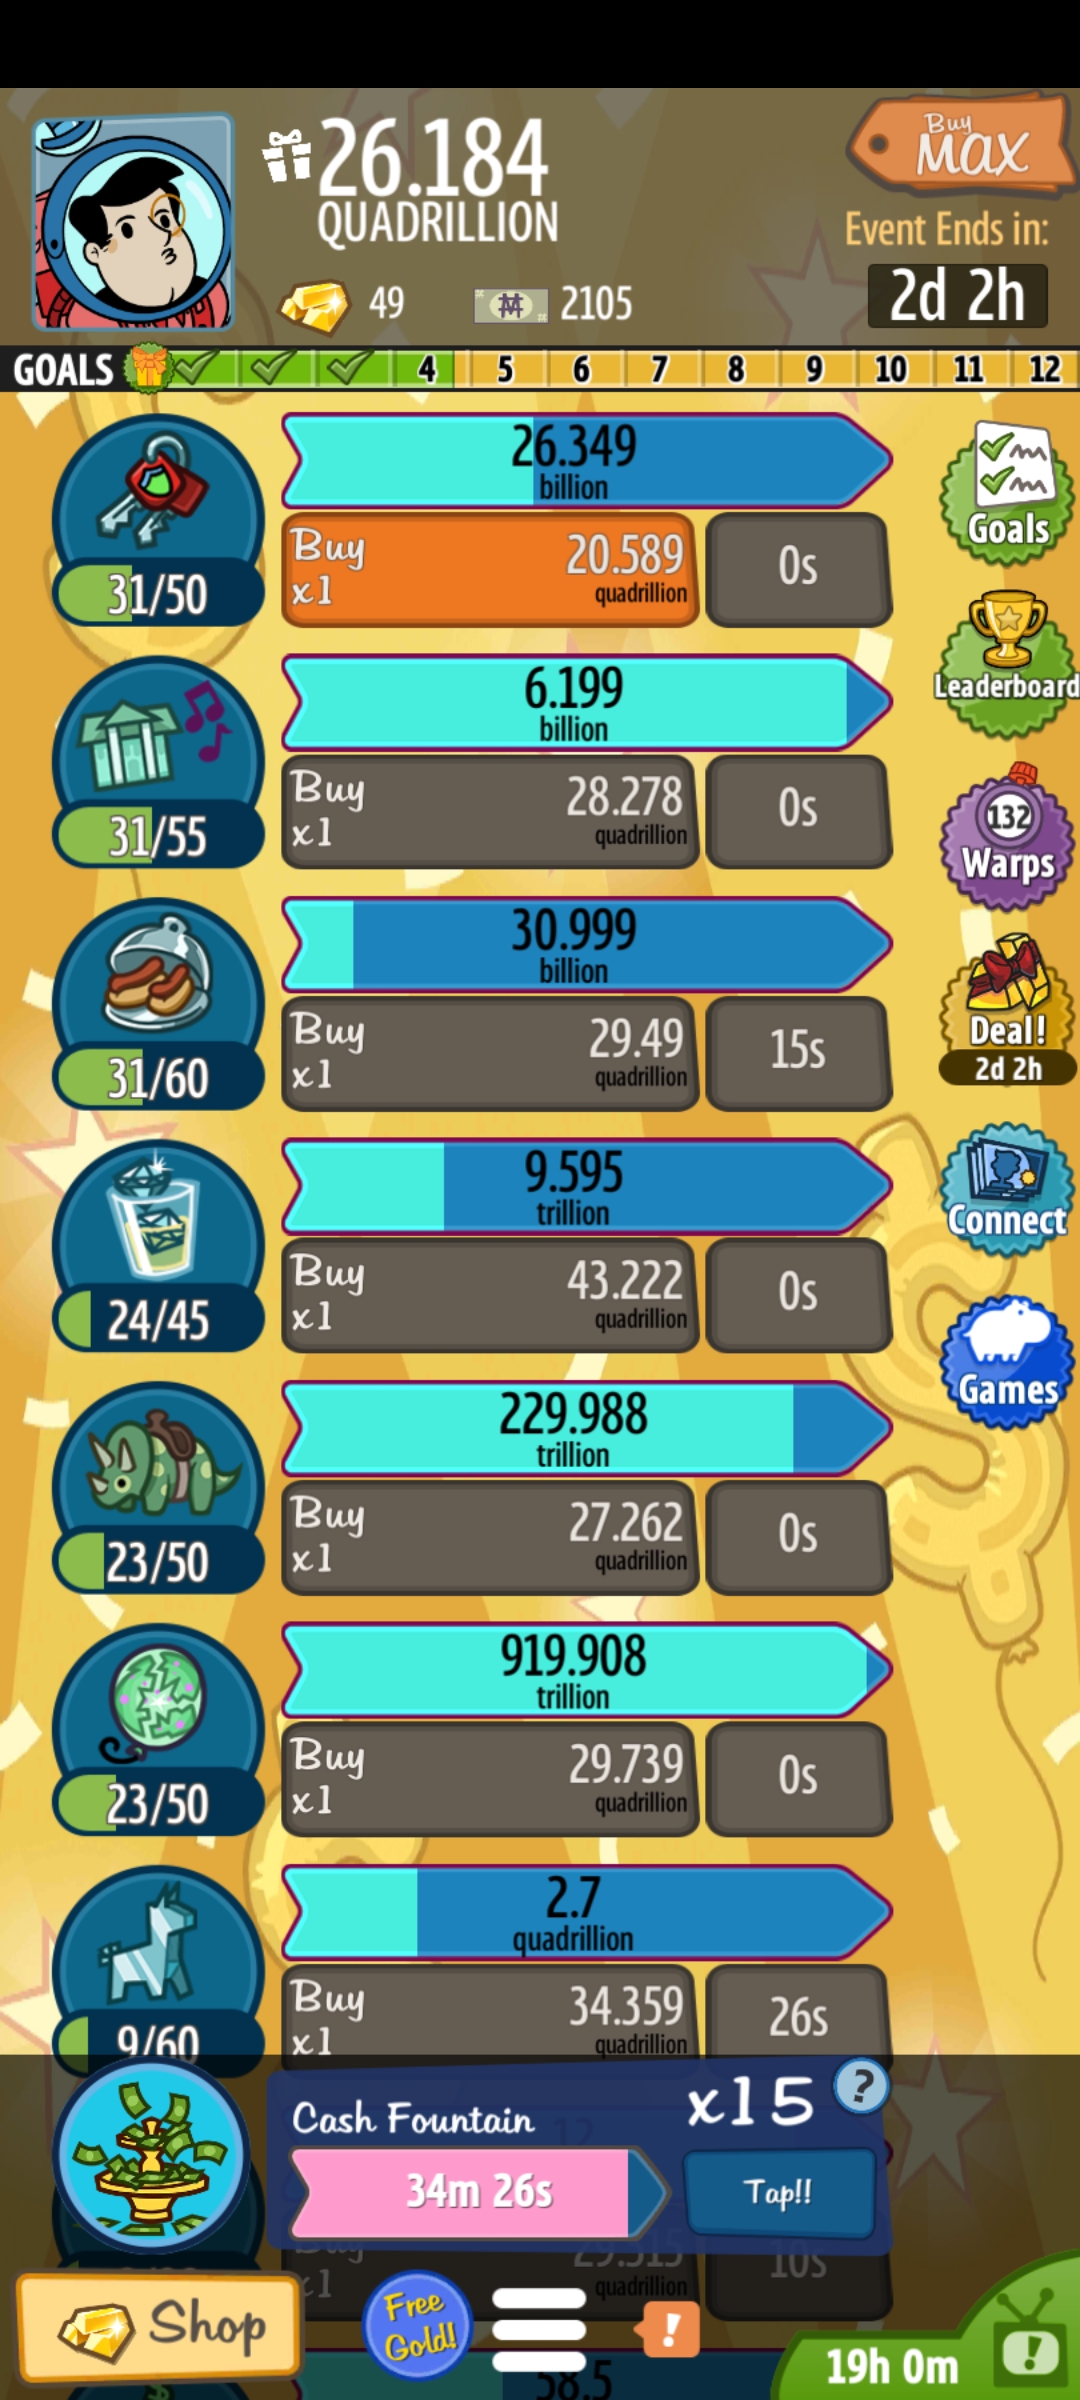 26.184
QUADRILLION
Buy
MAX
Event Ends in:
2d 2h
49
2105
GOALS 4 5 6 7 8 9 10 11 12
26.349
billion
Buy
x1
20.589
quadrillion
0s
31/50
Goals
6.199
billion
Buy
x1
28.278
quadrillion
0s
31/55
Leaderboard
30.999
billion
Buy
x1
29.49
quadrillion
15s
31/60
132
Warps
Deal!
2d 2h
9.595
trillion
Buy
x1
43.222
quadrillion
0s
24/45
Connect
229.988
trillion
Buy
x1
27.262
quadrillion
0s
23/50
Games
919.908
trillion
Buy
x1
29.739
quadrillion
0s
23/50
2.7
quadrillion
Buy
x1
34.359
quadrillion
26s
9/60
Cash Fountain
x15
?
34m 26s
Tap!!
quadrillion
10s
Shop
Free
Gold!
!
58.5
19h 0m
!